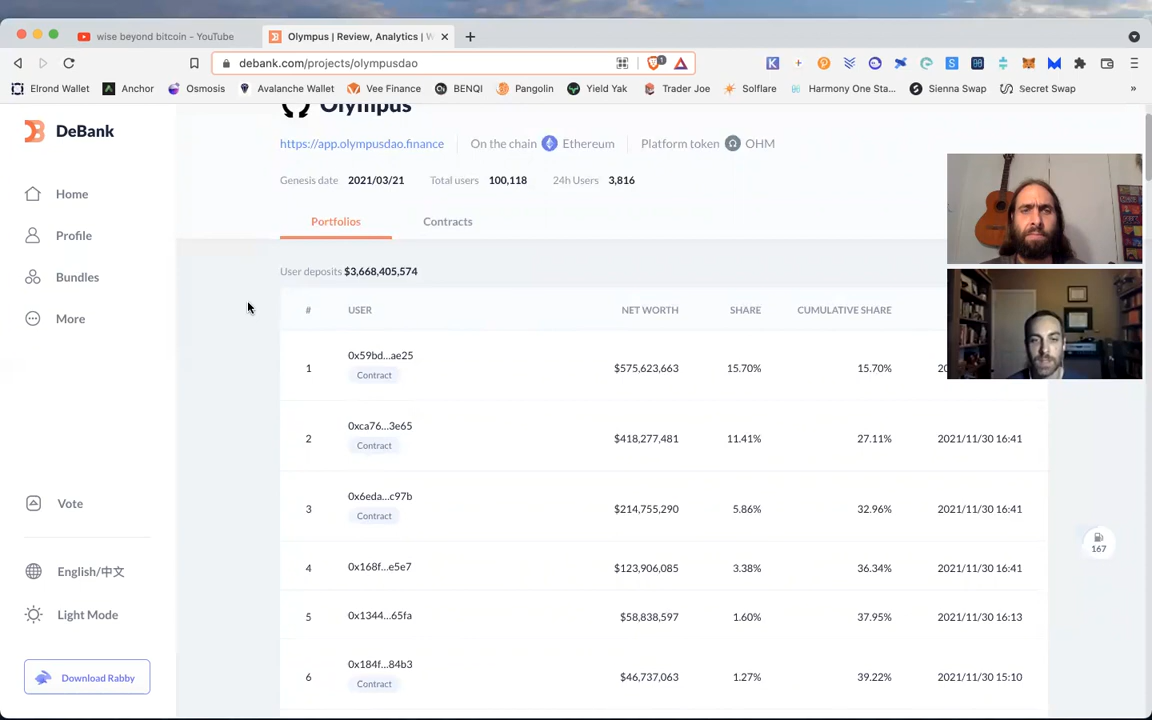 wise beyond bitcoin - YouTube
Olympus | Review, Analytics | W
debank.com/projects/olympusdao
1
Elrond Wallet Anchor Osmosis Avalanche Wallet Vee Finance BENQI Pangolin Yield Yak Trader Joe Solflare Harmony One Sta... Sienna Swap Secret Swap »
DeBank
Home
Profile
Bundles
More
Vote
English/中文
Light Mode
Download Rabby
Olympus
https://app.olympusdao.finance On the chain Ethereum Platform token OHM
Genesis date 2021/03/21 Total users 100,118 24h Users 3,816
Portfolios Contracts
User deposits $3,668,405,574
# USER NET WORTH SHARE CUMULATIVE SHARE
1 0x59bd...ae25 Contract $575,623,663 15.70% 15.70% 20
2 0xca76...3e65 Contract $418,277,481 11.41% 27.11% 2021/11/30 16:41
3 0x6eda...c97b Contract $214,755,290 5.86% 32.96% 2021/11/30 16:41
4 0x168f...e5e7 $123,906,085 3.38% 36.34% 2021/11/30 16:41
5 0x1344...65fa $58,838,597 1.60% 37.95% 2021/11/30 16:13
6 0x184f...84b3 Contract $46,737,063 1.27% 39.22% 2021/11/30 15:10
167